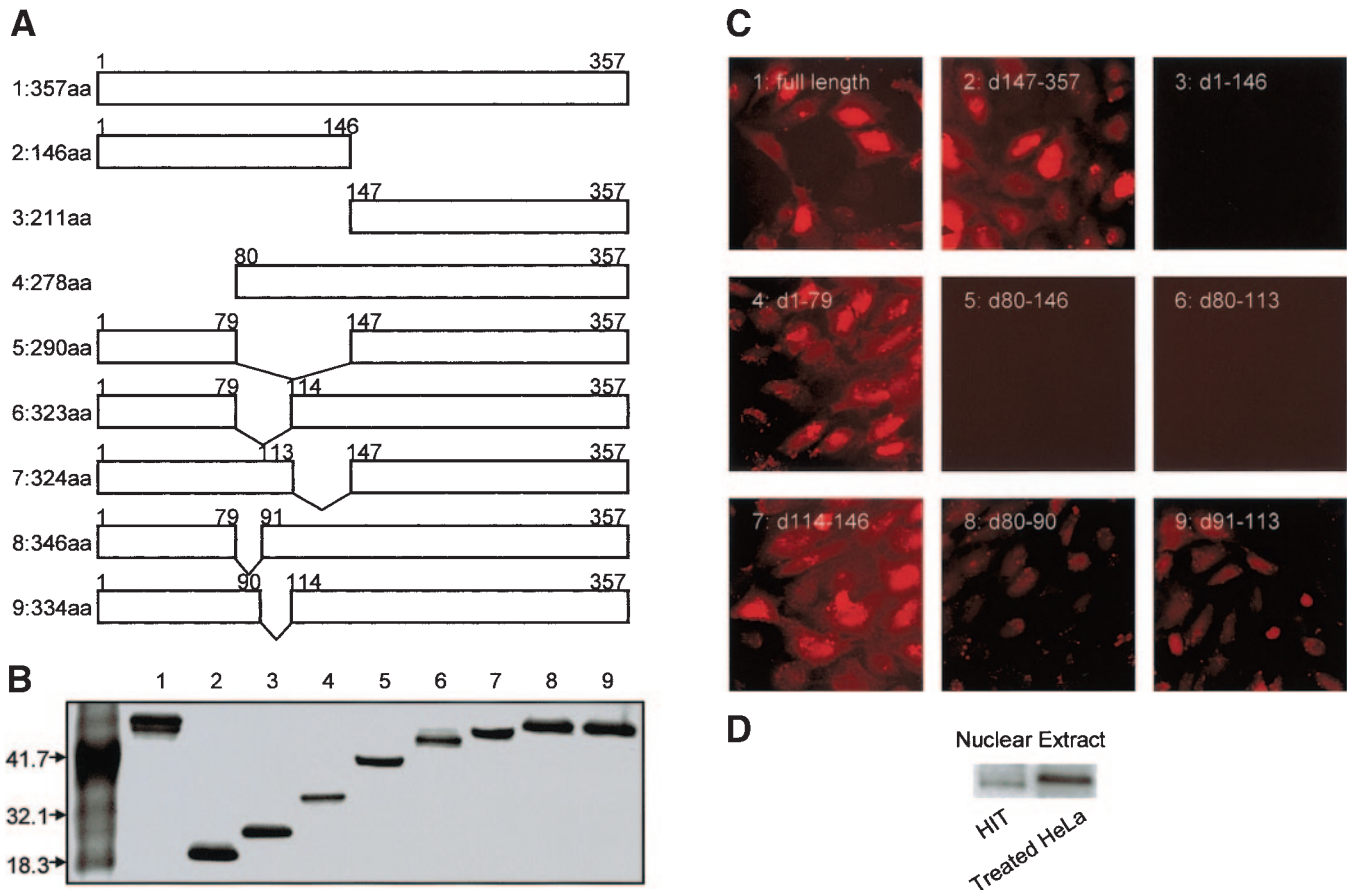 A
1 357
1:357aa
1 146
2:146aa
147 357
3:211aa
80 357
4:278aa
1 79 147 357
5:290aa
1 79 114 357
6:323aa
1 113 147 357
7:324aa
1 79 91 357
8:346aa
1 90 114 357
9:334aa
B
1 2 3 4 5 6 7 8 9
41.7
32.1
18.3
C
1: full length
2: d147-357
3: d1-146
4: d1-79
5: d80-146
6: d80-113
7: d114-146
8: d80-90
9: d91-113
D
Nuclear Extract
HIT
Treated HeLa